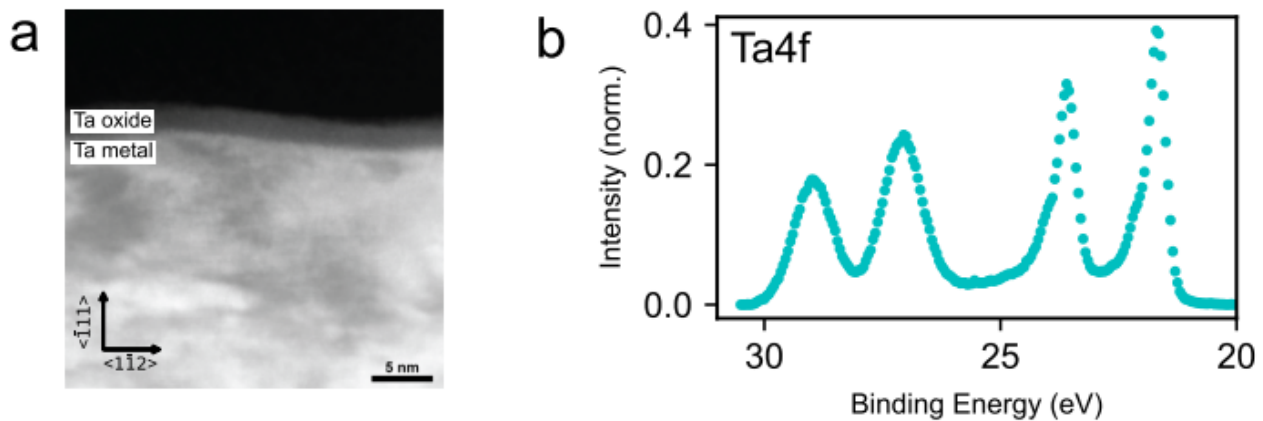 a
Ta oxide
Ta metal
<1̄11>
<11̄2>
5 nm
b
Ta4f
0.4
0.2
0.0
Intensity (norm.)
30
25
20
Binding Energy (eV)